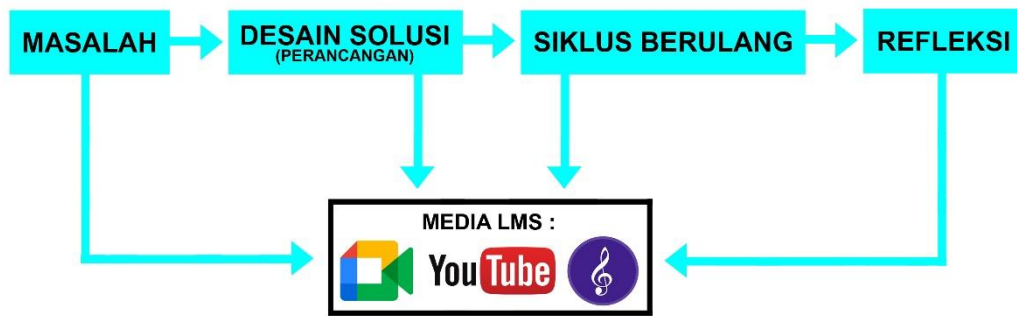 MASALAH
DESAIN SOLUSI
(PERANCANGAN)
SIKLUS BERULANG
REFLEKSI
MEDIA LMS :
YouTube